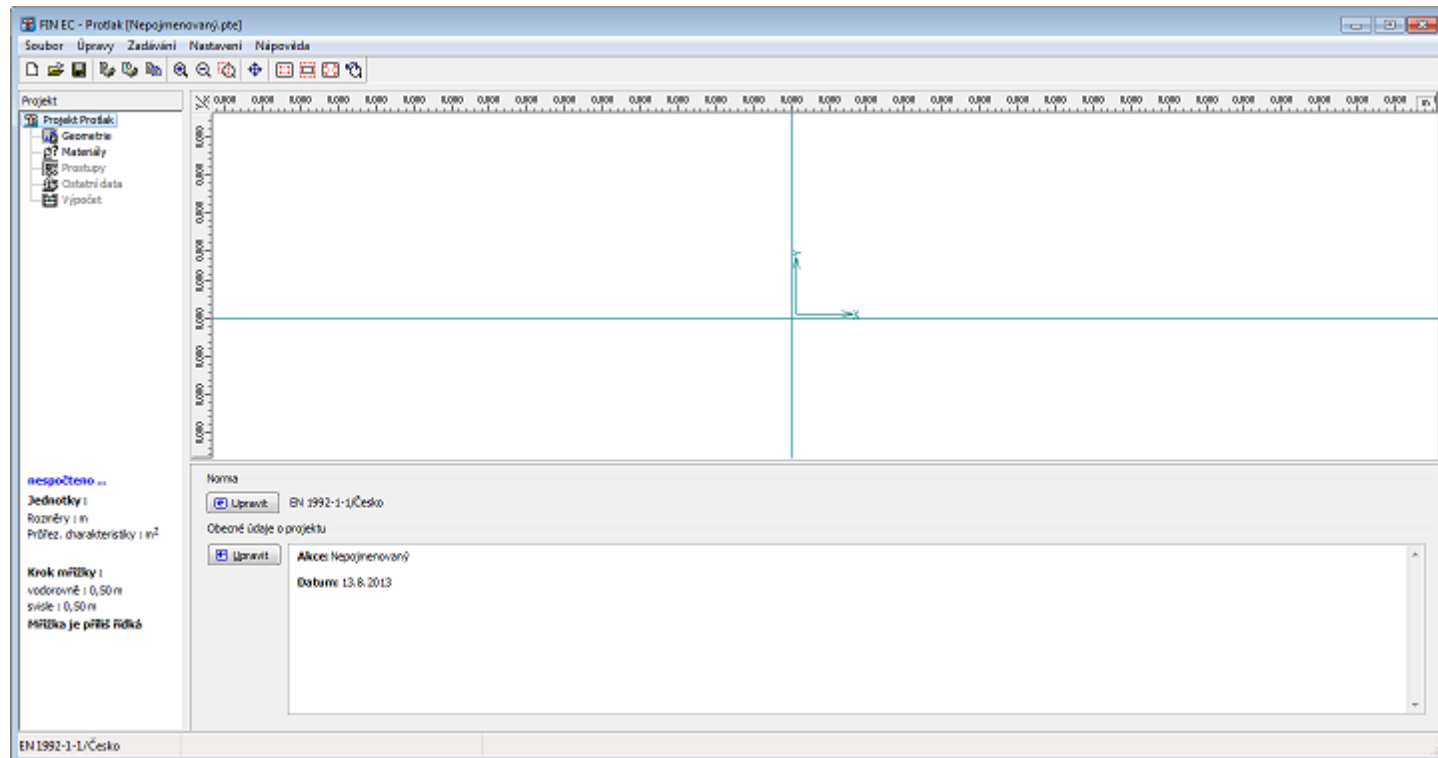 FIN EC - Protlak [Nepojmenovaný.pte]
Soubor Úpravy Zadávání Nastavení Nápověda
Projekt
Projekt Protlak
Geometrie
Materiály
Prostupy
Ostatní data
Výpočet
m
Y
X
nespočteno ...
Jednotky :
Rozměry : m
Průřez. charakteristiky : m²
Krok mřížky :
vodorovně : 0,50 m
svisle : 0,50 m
Mřížka je příliš řídká
Norma
Upravit EN 1992-1-1/Česko
Obecné údaje o projektu
Upravit
Akce: Nepojmenovaný
Datum: 13.8.2013
EN 1992-1-1/Česko